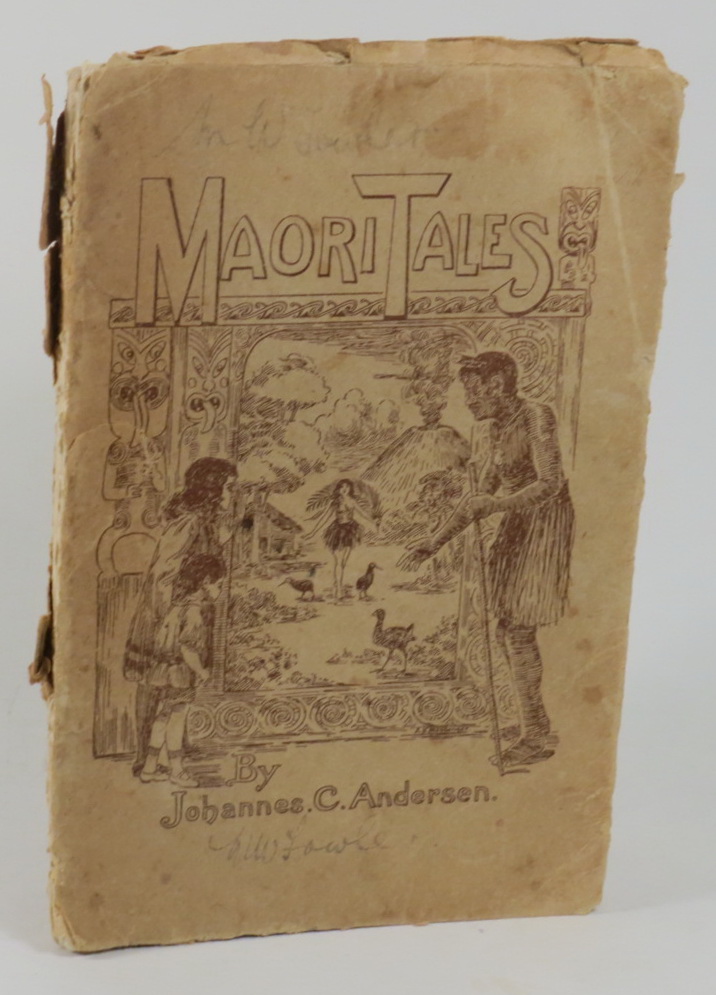 MAORI TALES
By
Johannes. C. Andersen.